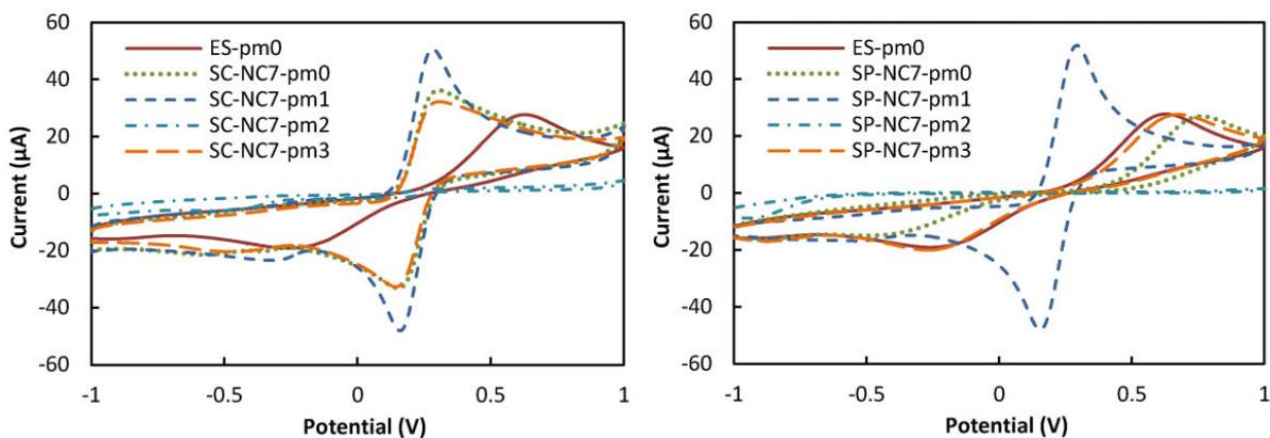 60
40
20
0
-20
-40
-60
Current (µA)
ES-pm0
SC-NC7-pm0
SC-NC7-pm1
SC-NC7-pm2
SC-NC7-pm3
-1
-0.5
0
0.5
1
Potential (V)
60
40
20
0
-20
-40
-60
Current (µA)
ES-pm0
SP-NC7-pm0
SP-NC7-pm1
SP-NC7-pm2
SP-NC7-pm3
-1
-0.5
0
0.5
1
Potential (V)